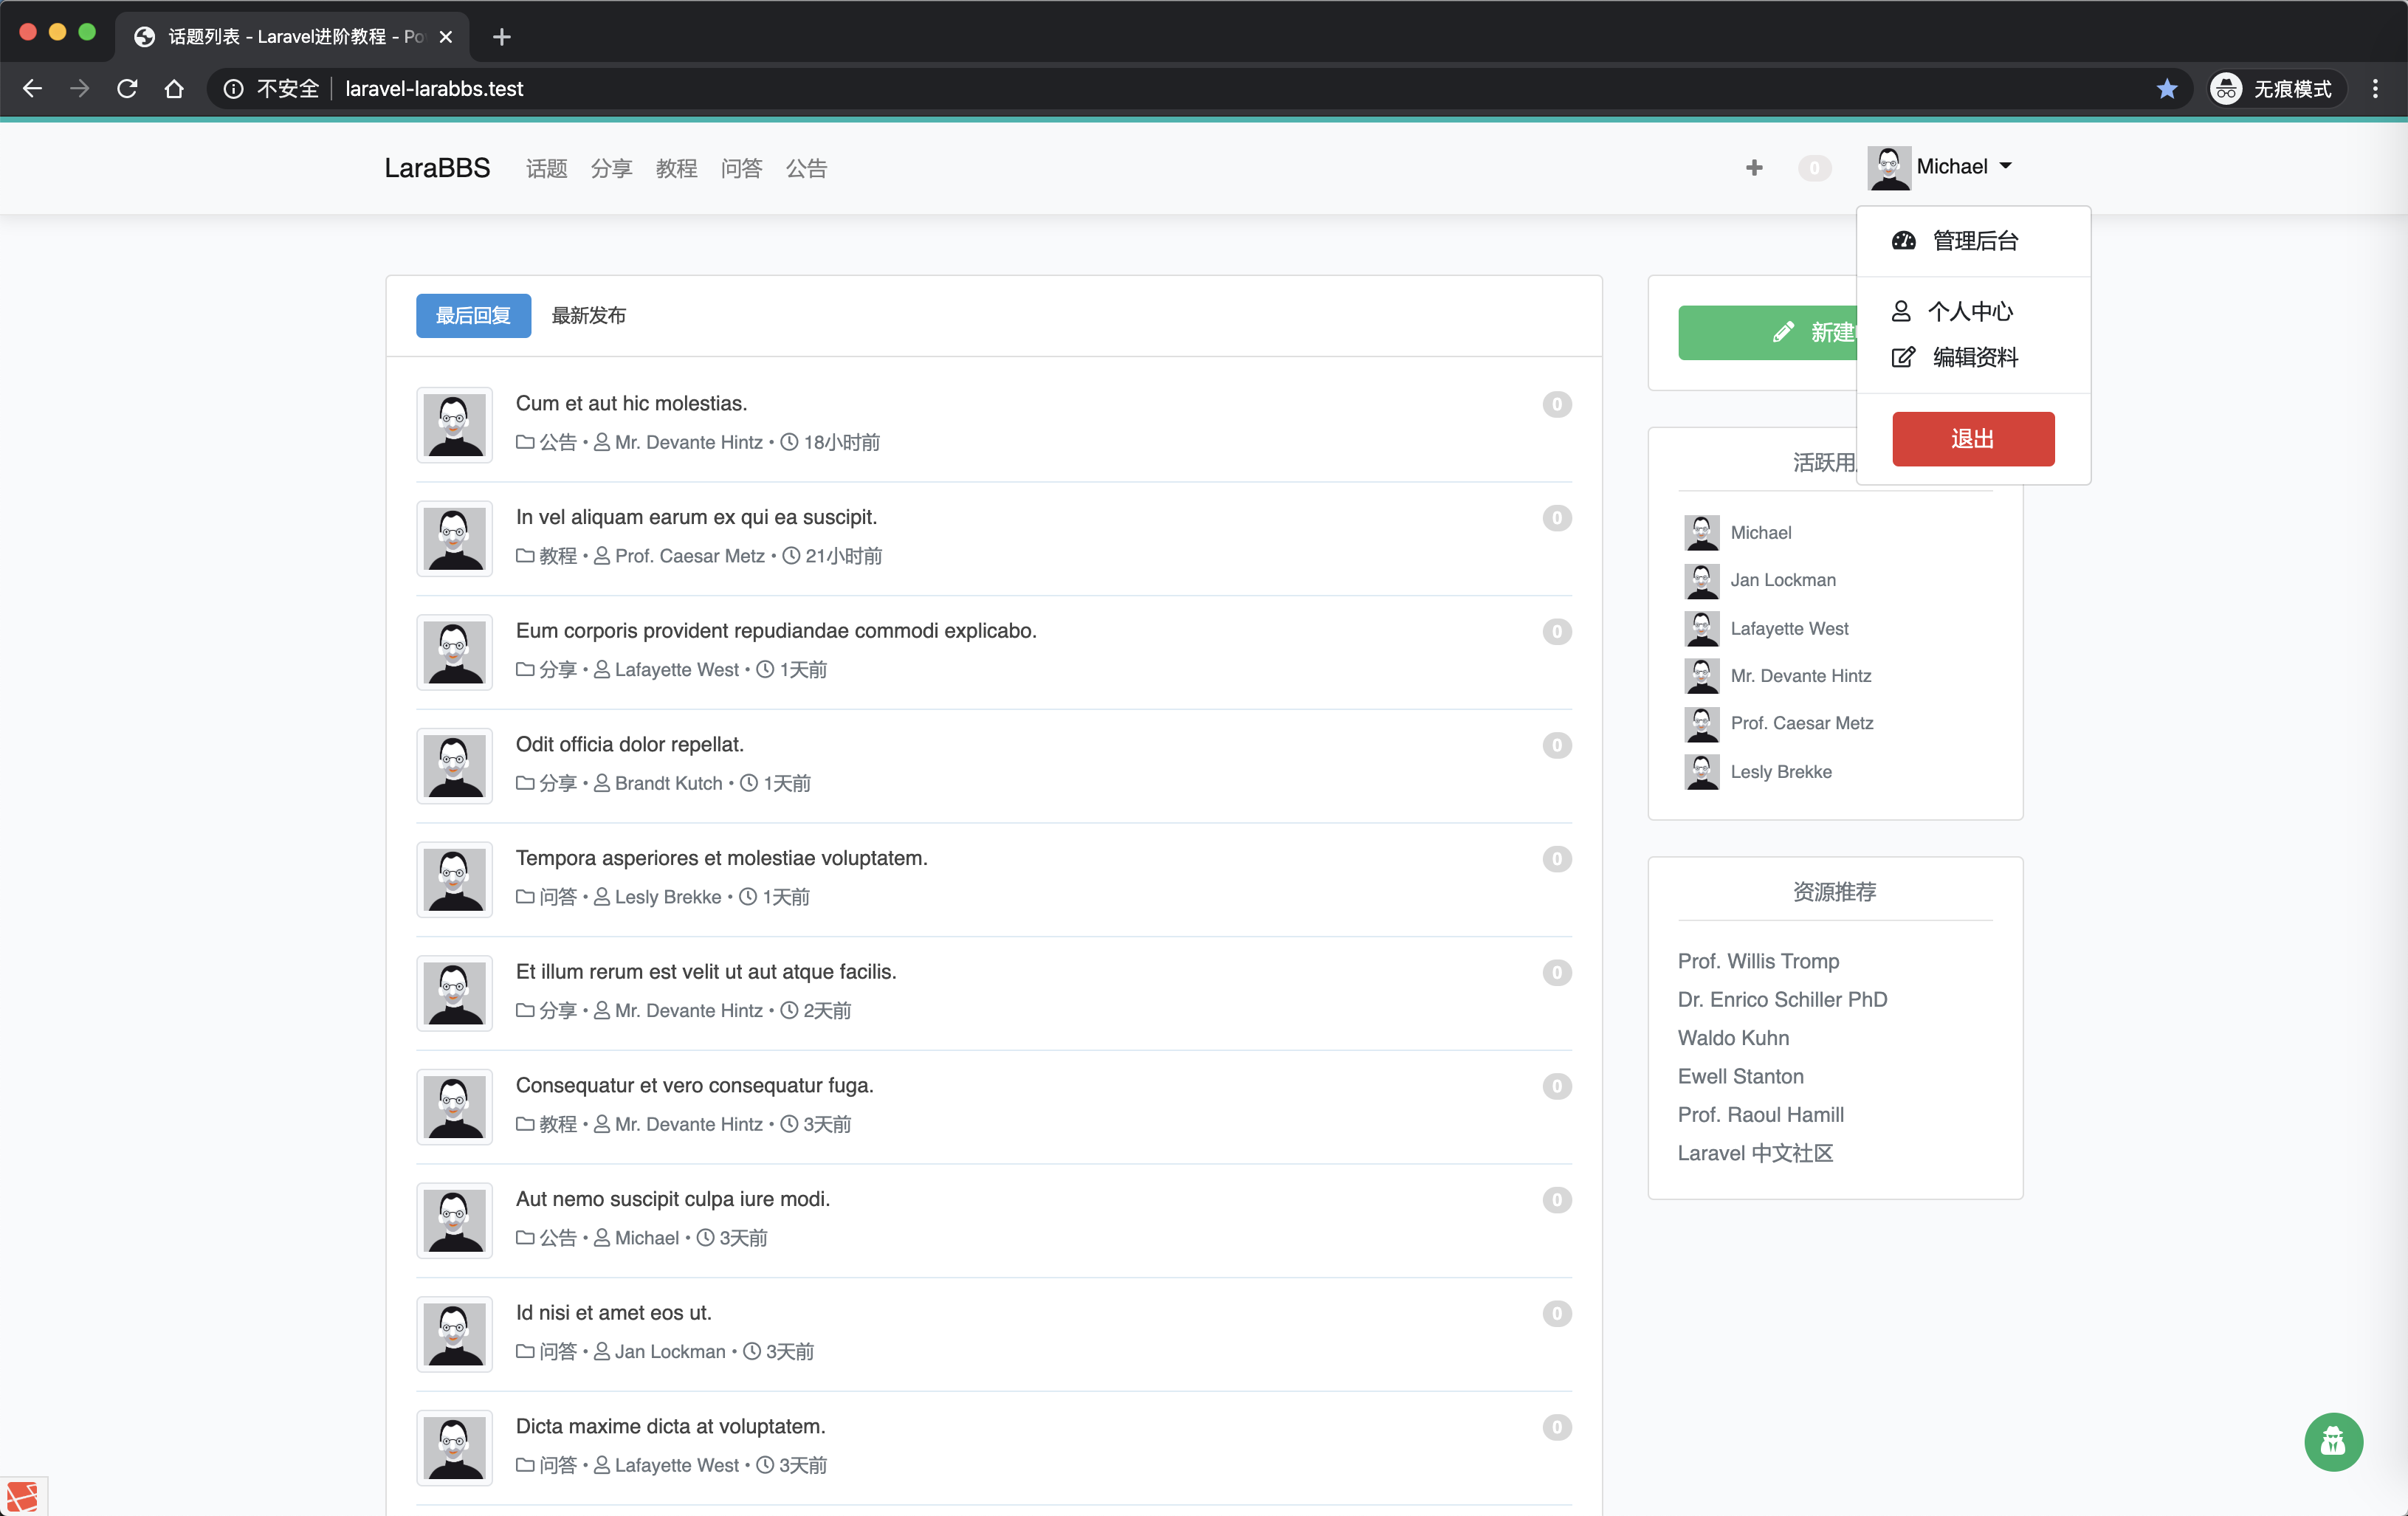 话题列表 - Laravel进阶教程 - Po
不安全 laravel-larabbs.test
无痕模式
LaraBBS 话题 分享 教程 问答 公告
0 Michael
管理后台
个人中心
编辑资料
退出
最后回复 最新发布
Cum et aut hic molestias. 0
公告 • Mr. Devante Hintz • 18小时前
In vel aliquam earum ex qui ea suscipit. 0
教程 • Prof. Caesar Metz • 21小时前
Eum corporis provident repudiandae commodi explicabo. 0
分享 • Lafayette West • 1天前
Odit officia dolor repellat. 0
分享 • Brandt Kutch • 1天前
Tempora asperiores et molestiae voluptatem. 0
问答 • Lesly Brekke • 1天前
Et illum rerum est velit ut aut atque facilis. 0
分享 • Mr. Devante Hintz • 2天前
Consequatur et vero consequatur fuga. 0
教程 • Mr. Devante Hintz • 3天前
Aut nemo suscipit culpa iure modi. 0
公告 • Michael • 3天前
Id nisi et amet eos ut. 0
问答 • Jan Lockman • 3天前
Dicta maxime dicta at voluptatem. 0
问答 • Lafayette West • 3天前
新建
活跃用
Michael
Jan Lockman
Lafayette West
Mr. Devante Hintz
Prof. Caesar Metz
Lesly Brekke
资源推荐
Prof. Willis Tromp
Dr. Enrico Schiller PhD
Waldo Kuhn
Ewell Stanton
Prof. Raoul Hamill
Laravel 中文社区